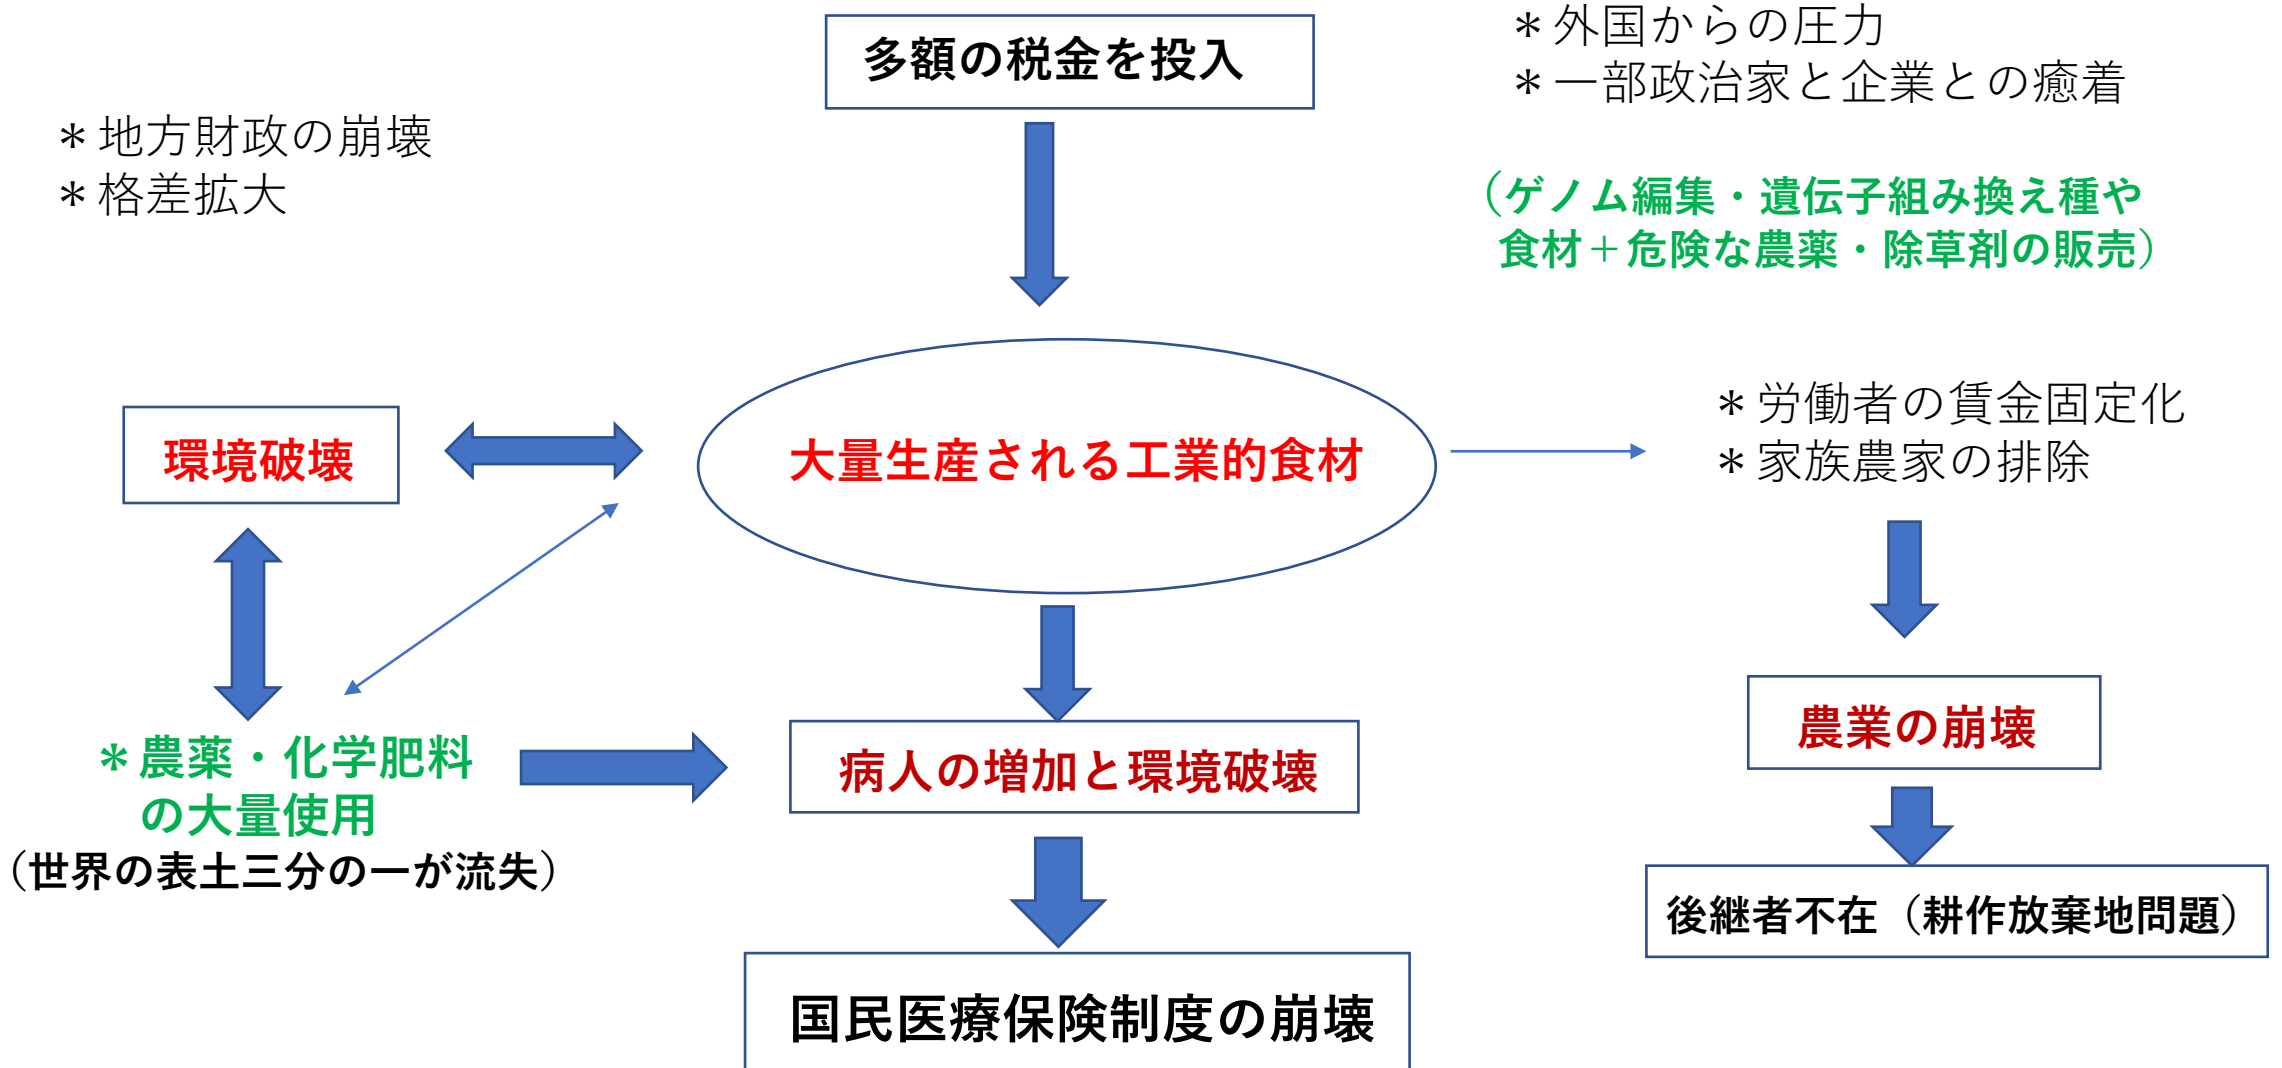 多額の税金を投入
＊外国からの圧力
＊一部政治家と企業との癒着
＊地方財政の崩壊
＊格差拡大
（ゲノム編集・遺伝子組み換え種や
食材＋危険な農薬・除草剤の販売）
環境破壊
大量生産される工業的食材
＊労働者の賃金固定化
＊家族農家の排除
＊農薬・化学肥料
の大量使用
（世界の表土三分の一が流失）
病人の増加と環境破壊
農業の崩壊
後継者不在（耕作放棄地問題）
国民医療保険制度の崩壊